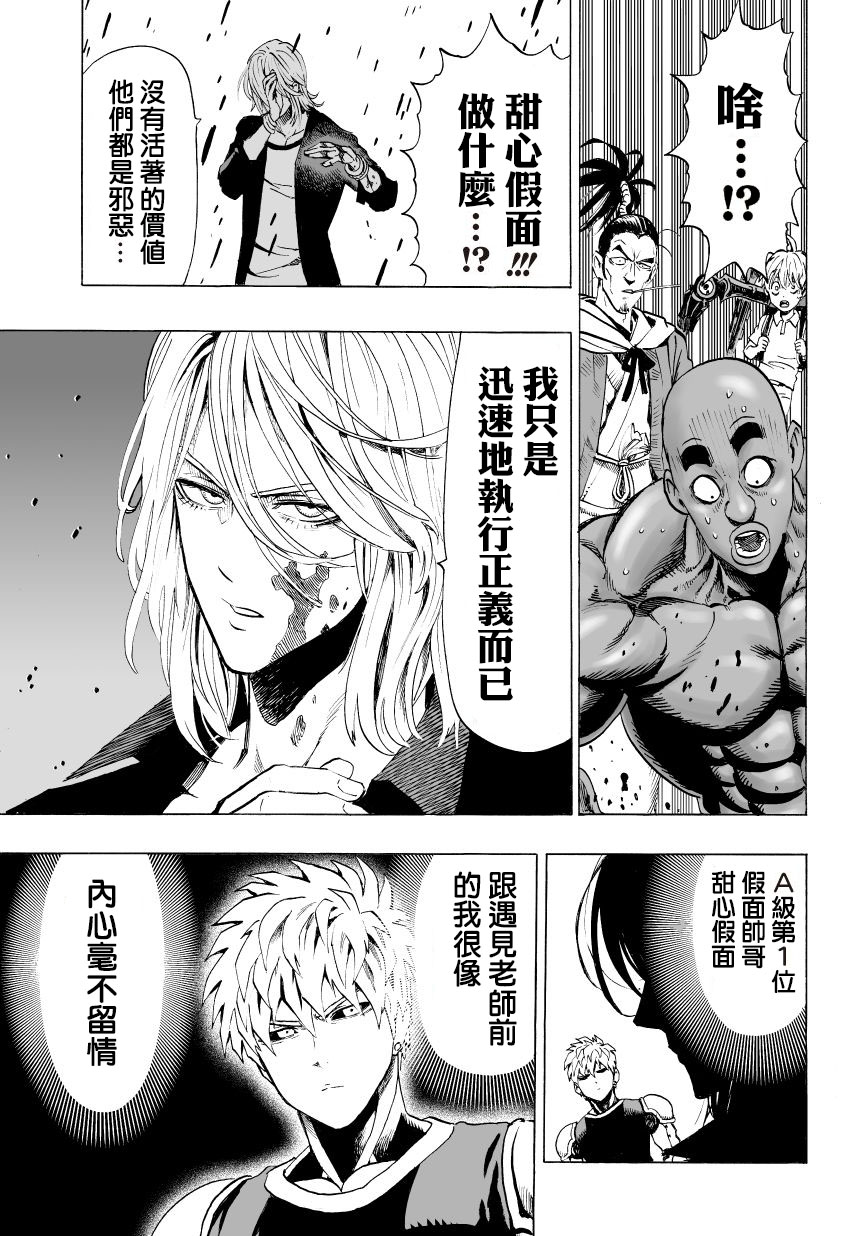 啥…!?
甜心假面!!!
做什麼…!?
沒有活著的價值
他們都是邪惡…
我只是
迅速地執行正義而已
A級第1位
假面帥哥
甜心假面
跟遇見老師前
的我很像
內心毫不留情